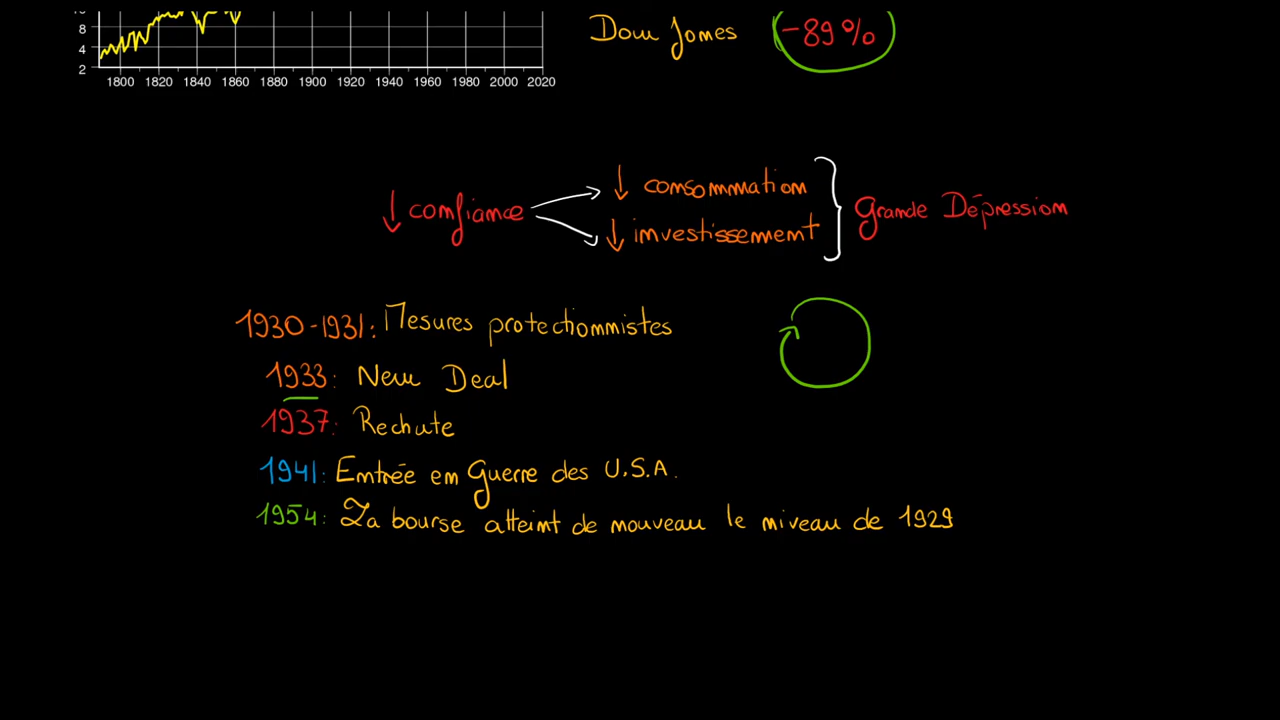 10
8
4
2
1800 1820 1840 1860 1880 1900 1920 1940 1960 1980 2000 2020
Dow Jones -89%
↓ confiance
↓ consommation
↓ investissement
Grande Dépression
1930-1931: Mesures protectionnistes
1933: New Deal
1937: Rechute
1941: Entrée en Guerre des U.S.A.
1954: La bourse atteint de nouveau le niveau de 1929